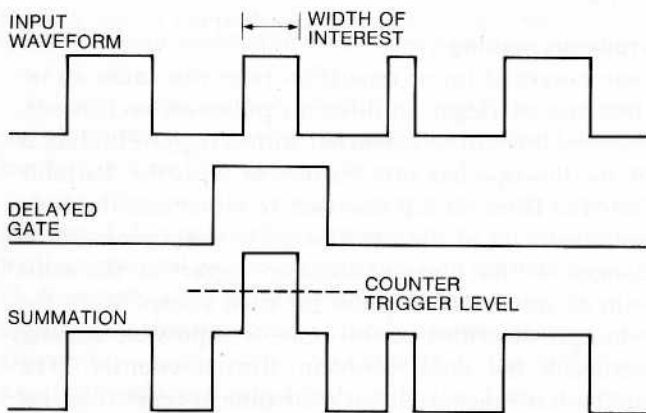 INPUT
WAVEFORM
WIDTH OF
INTEREST
DELAYED
GATE
COUNTER
TRIGGER LEVEL
SUMMATION